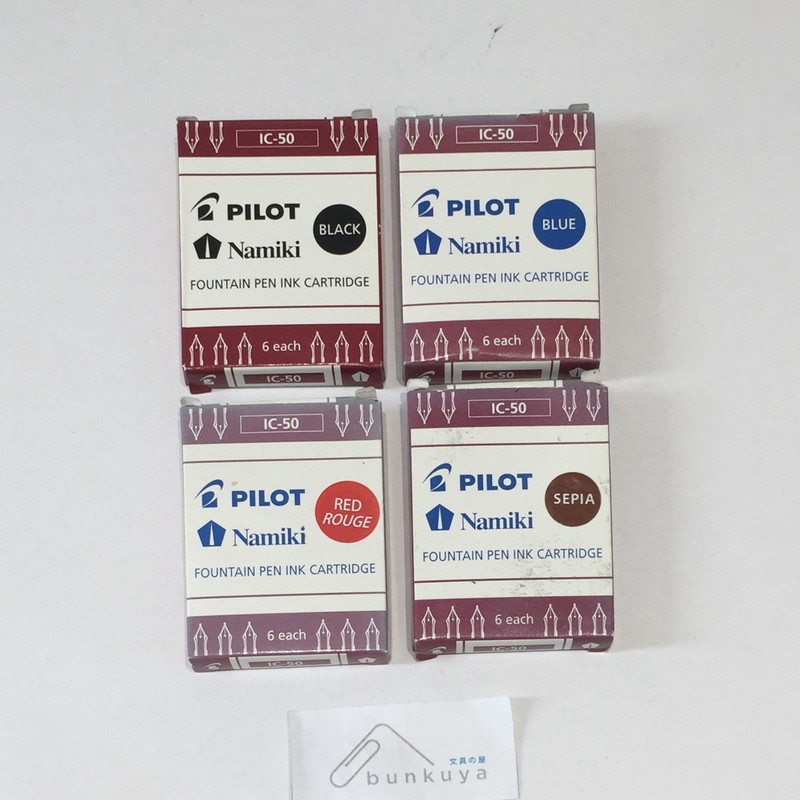 IC-50
PILOT
Namiki
BLACK
FOUNTAIN PEN INK CARTRIDGE
6 each
IC-50
IC-50
PILOT
Namiki
BLUE
FOUNTAIN PEN INK CARTRIDGE
6 each
IC-50
IC-50
PILOT
Namiki
RED
ROUGE
FOUNTAIN PEN INK CARTRIDGE
6 each
IC-50
IC-50
PILOT
Namiki
SEPIA
FOUNTAIN PEN INK CARTRIDGE
6 each
IC-50
文具の屋
bunkuya